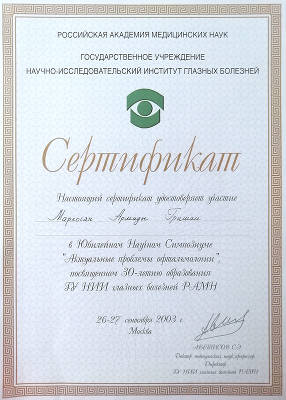 РОССИЙСКАЯ АКАДЕМИЯ МЕДИЦИНСКИХ НАУК
ГОСУДАРСТВЕННОЕ УЧРЕЖДЕНИЕ
НАУЧНО-ИССЛЕДОВАТЕЛЬСКИЙ ИНСТИТУТ ГЛАЗНЫХ БОЛЕЗНЕЙ
Сертификат
Настоящий сертификат удостоверяет участие
Маркосян
в Юбилейном Научном Симпозиуме
"Актуальные проблемы офтальмологии",
посвященном 30-летию образования
ГУ НИИ глазных болезней РАМН
26-27 сентября 2003 г.
Москва
АВЕТИСОВ С.Э.
Доктор медицинских наук, профессор
Директор
ГУ НИИ глазных болезней РАМН